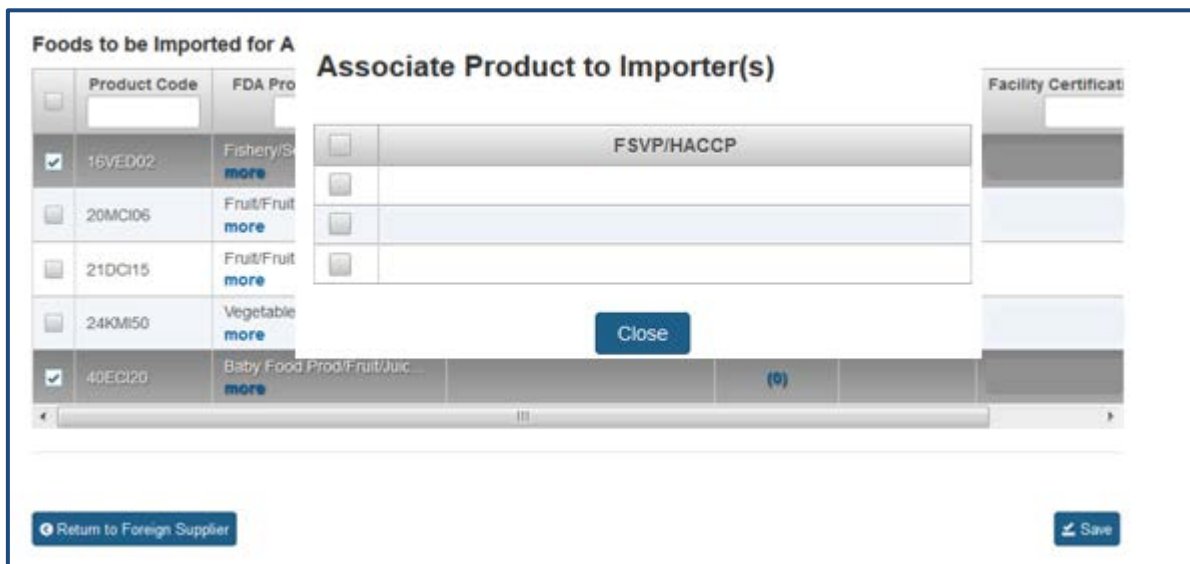 Foods to be Imported for A
Associate Product to Importer(s)
Product Code
FDA Pro
Facility Certificati
FSVP/HACCP
16VED02
Fishery/Se
more
20MCI06
Fruit/Fruit
more
21DCI15
Fruit/Fruit
more
24KMI50
Vegetable
more
Close
40ECI20
Baby Food Prod/Fruit/Juic...
more
(0)
Return to Foreign Supplier
Save